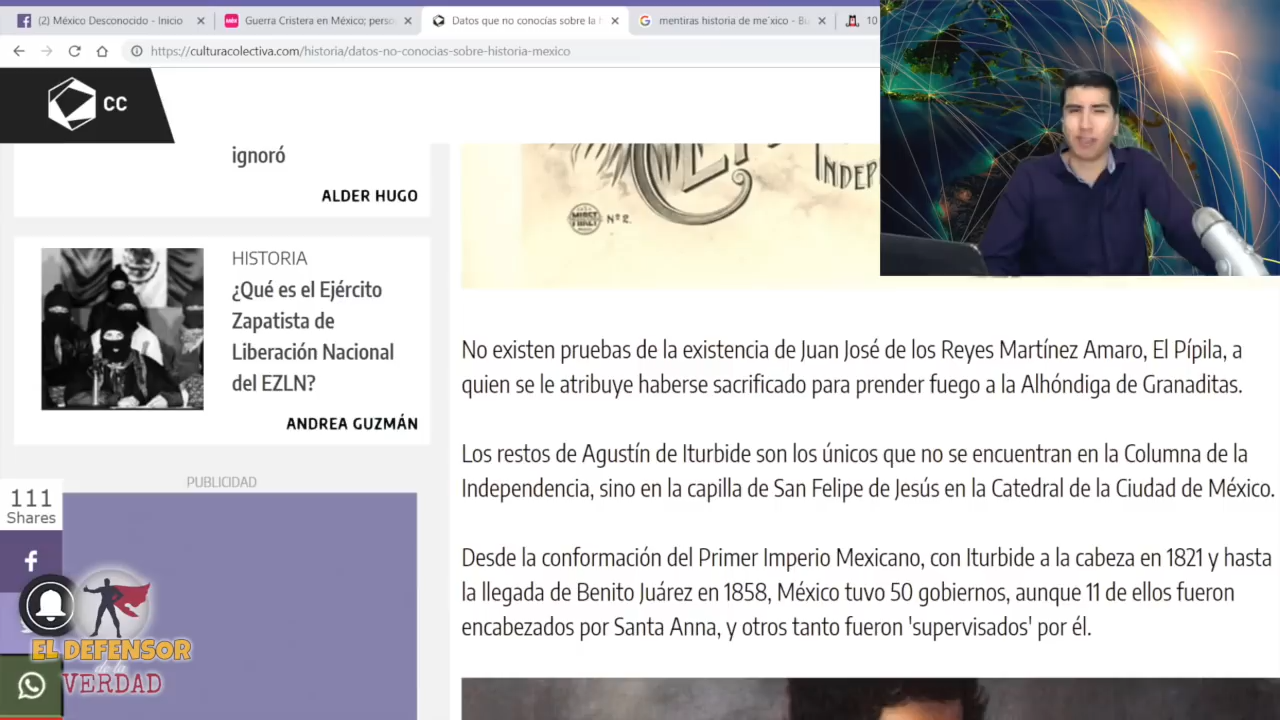 (2) México Desconocido - Inicio
Guerra Cristera en México; perso
Datos que no conocías sobre la h
mentiras historia de me´xico - Bu
10
https://culturacolectiva.com/historia/datos-no-conocias-sobre-historia-mexico
CC
ignoró
ALDER HUGO
HISTORIA
¿Qué es el Ejército
Zapatista de
Liberación Nacional
del EZLN?
ANDREA GUZMÁN
PUBLICIDAD
111
Shares
EL DEFENSOR
de la
VERDAD
INDEP
Nº 2.
No existen pruebas de la existencia de Juan José de los Reyes Martínez Amaro, El Pípila, a
quien se le atribuye haberse sacrificado para prender fuego a la Alhóndiga de Granaditas.
Los restos de Agustín de Iturbide son los únicos que no se encuentran en la Columna de la
Independencia, sino en la capilla de San Felipe de Jesús en la Catedral de la Ciudad de México.
Desde la conformación del Primer Imperio Mexicano, con Iturbide a la cabeza en 1821 y hasta
la llegada de Benito Juárez en 1858, México tuvo 50 gobiernos, aunque 11 de ellos fueron
encabezados por Santa Anna, y otros tanto fueron 'supervisados' por él.